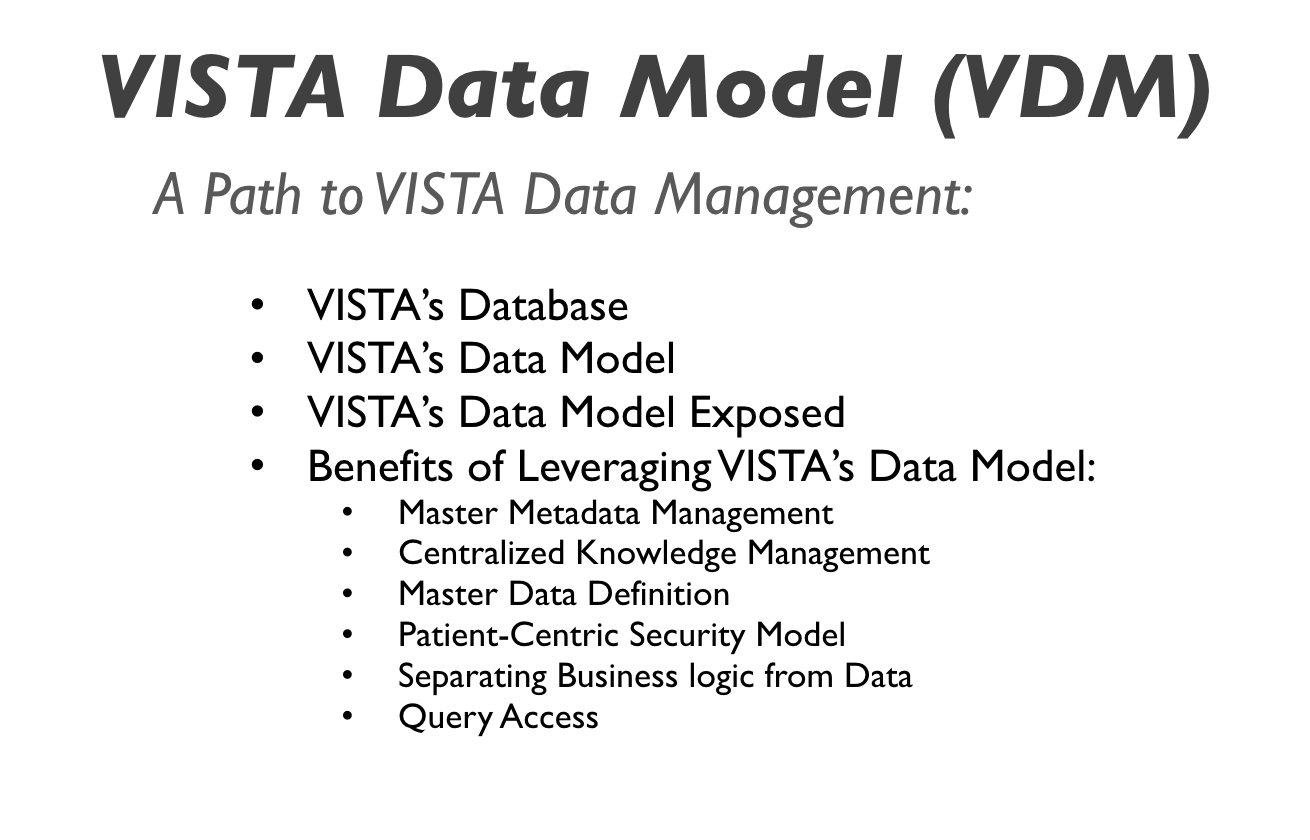 VISTA Data Model (VDM)
A Path to VISTA Data Management:
• VISTA’s Database
• VISTA’s Data Model
• VISTA’s Data Model Exposed
• Benefits of Leveraging VISTA’s Data Model:
• Master Metadata Management
• Centralized Knowledge Management
• Master Data Definition
• Patient-Centric Security Model
• Separating Business logic from Data
• Query Access